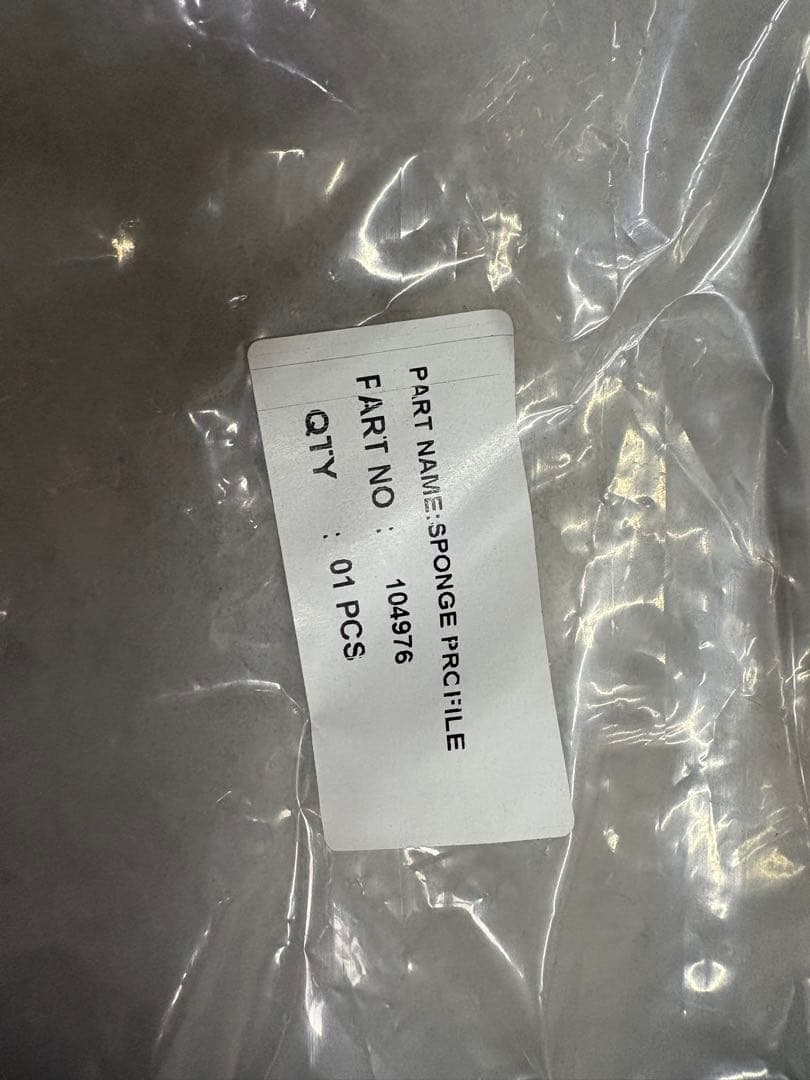 PART NAME:SPONGE PROFILE
PART NO : 104976
QTY : 01 PCS